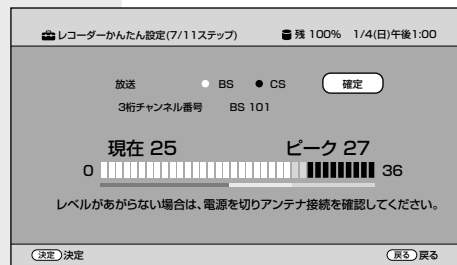 レコーダーかんたん設定(7/11ステップ) 残 100% 1/4(日)午後1:00
放送 BS CS 確定
3桁チャンネル番号 BS 101
現在 25 ピーク 27
0 36
レベルがあがらない場合は、電源を切りアンテナ接続を確認してください。
決定 決定 戻る 戻る